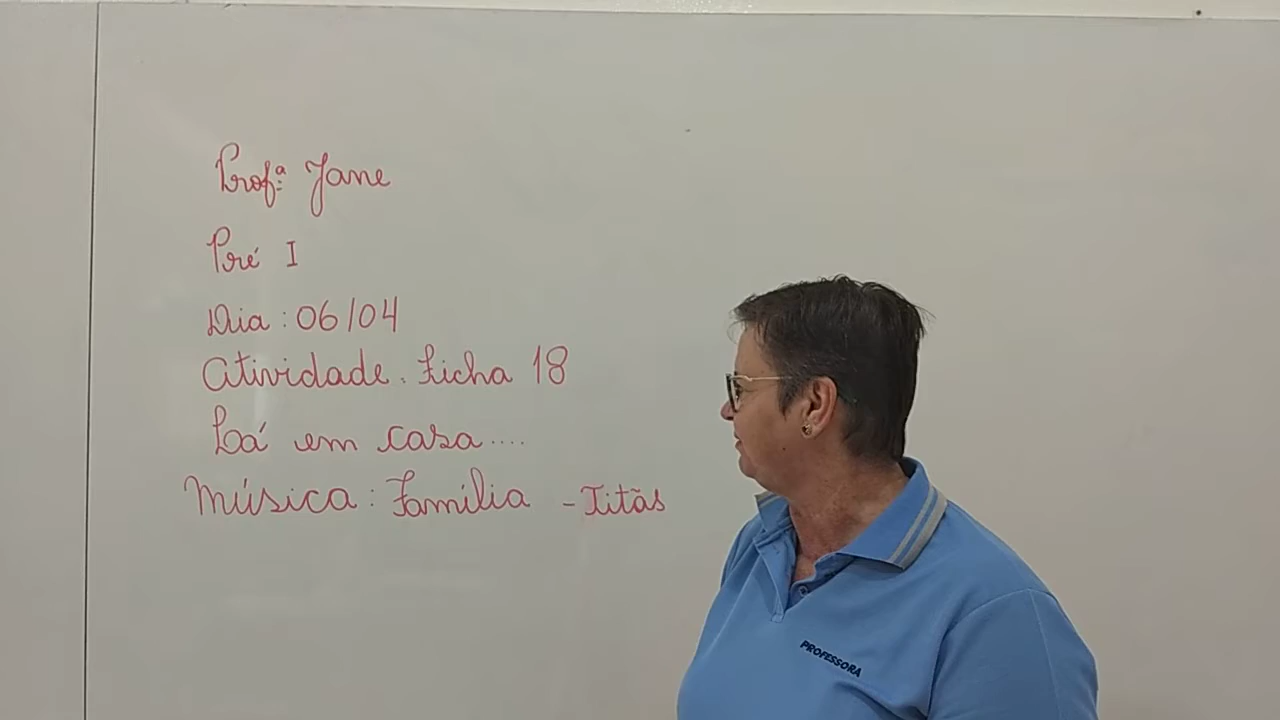 Profª Jane
Pré I
Dia: 06/04
Atividade. Ficha 18
Lá em casa....
Música: Família - Titãs
PROFESSORA